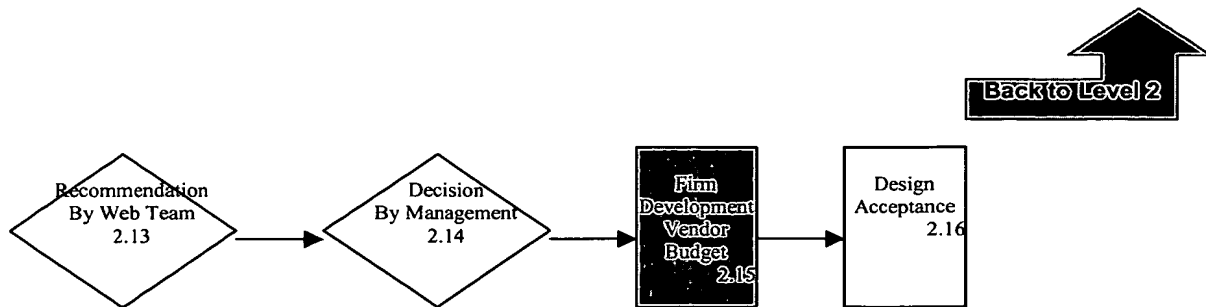 Back to Level 2
Recommendation
By Web Team
2.13
Decision
By Management
2.14
Firm
Development
Vendor
Budget
2.15
Design
Acceptance
2.16